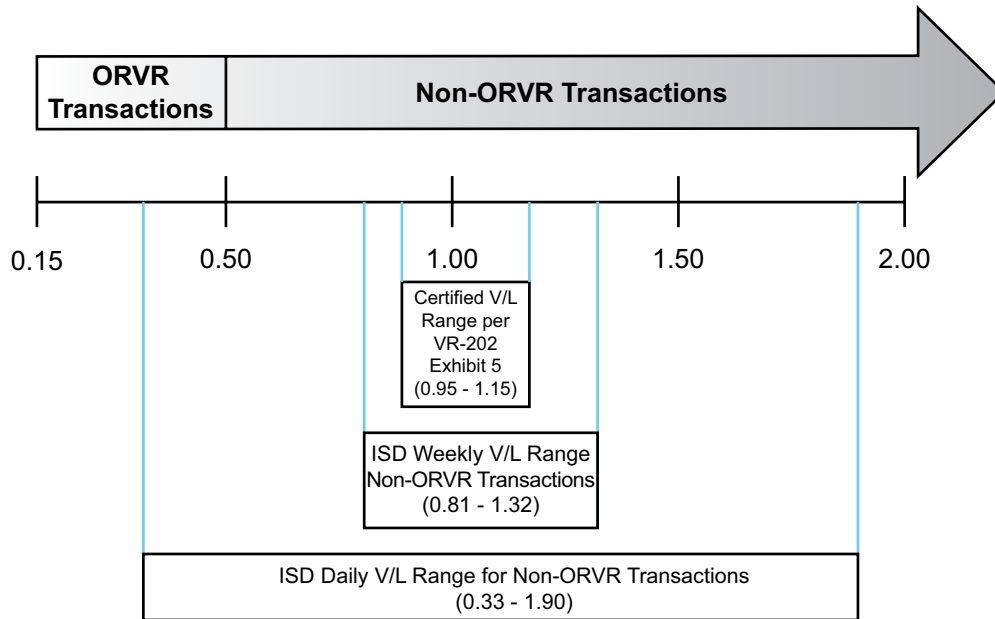 ORVR
Transactions
Non-ORVR Transactions
0.15
0.50
1.00
1.50
2.00
Certified V/L
Range per
VR-202
Exhibit 5
(0.95 - 1.15)
ISD Weekly V/L Range
Non-ORVR Transactions
(0.81 - 1.32)
ISD Daily V/L Range for Non-ORVR Transactions
(0.33 - 1.90)